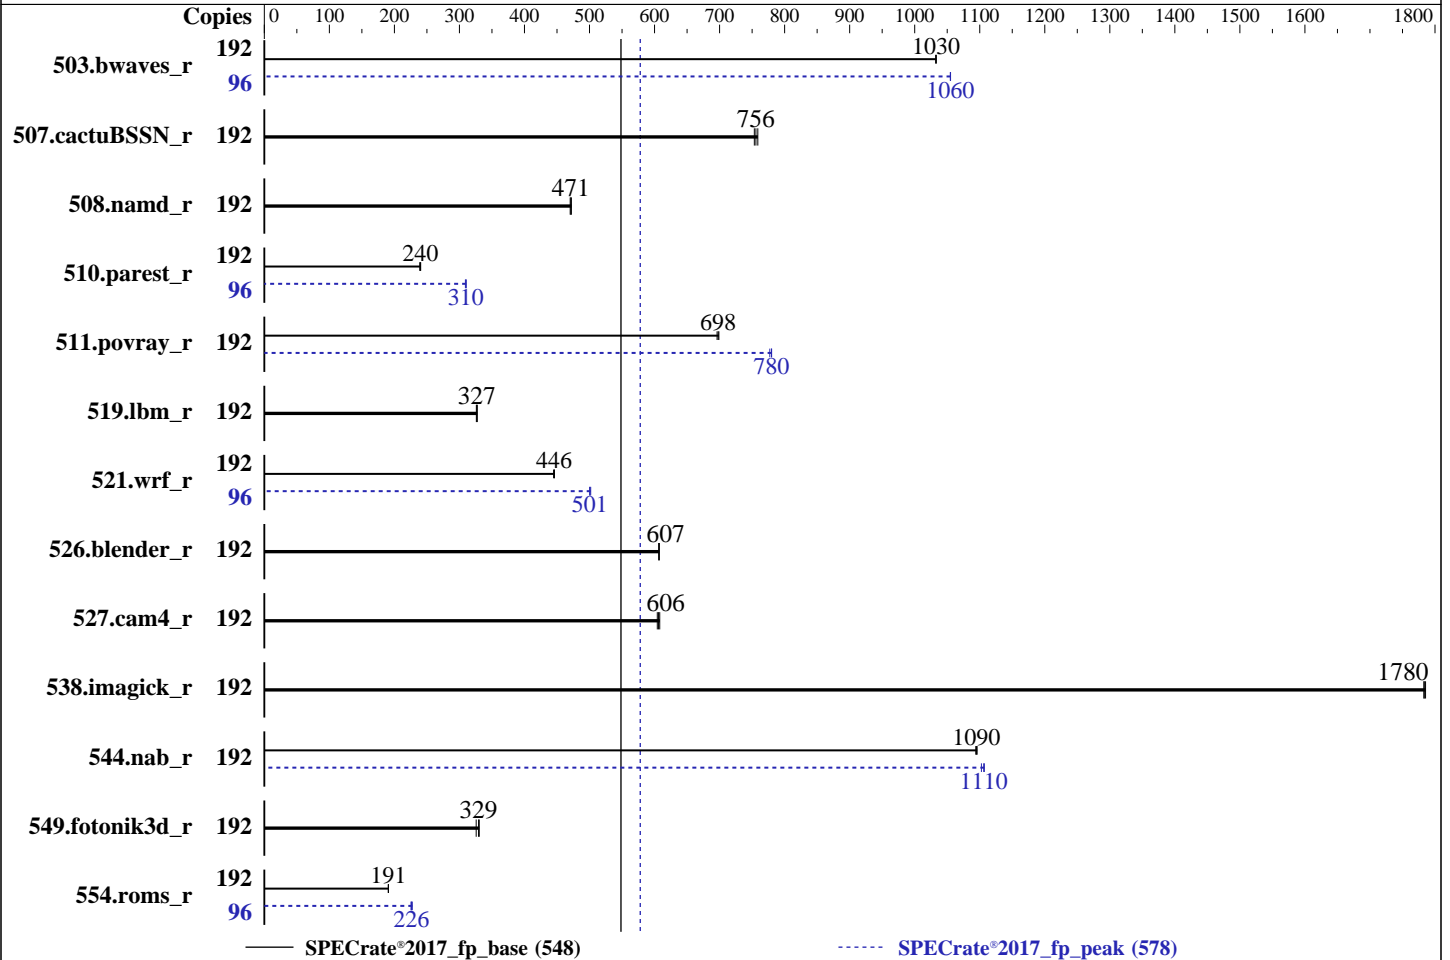 Copies 0 100 200 300 400 500 600 700 800 900 1000 1100 1200 1300 1400 1500 1600 1800
503.bwaves_r 192 1030
96 1060
507.cactuBSSN_r 192 756
508.namd_r 192 471
510.parest_r 192 240
96 310
511.povray_r 192 698
780
519.lbm_r 192 327
521.wrf_r 192 446
96 501
526.blender_r 192 607
527.cam4_r 192 606
538.imagick_r 192 1780
544.nab_r 192 1090
1110
549.fotonik3d_r 192 329
554.roms_r 192 191
96 226
SPECrate®2017_fp_base (548) SPECrate®2017_fp_peak (578)